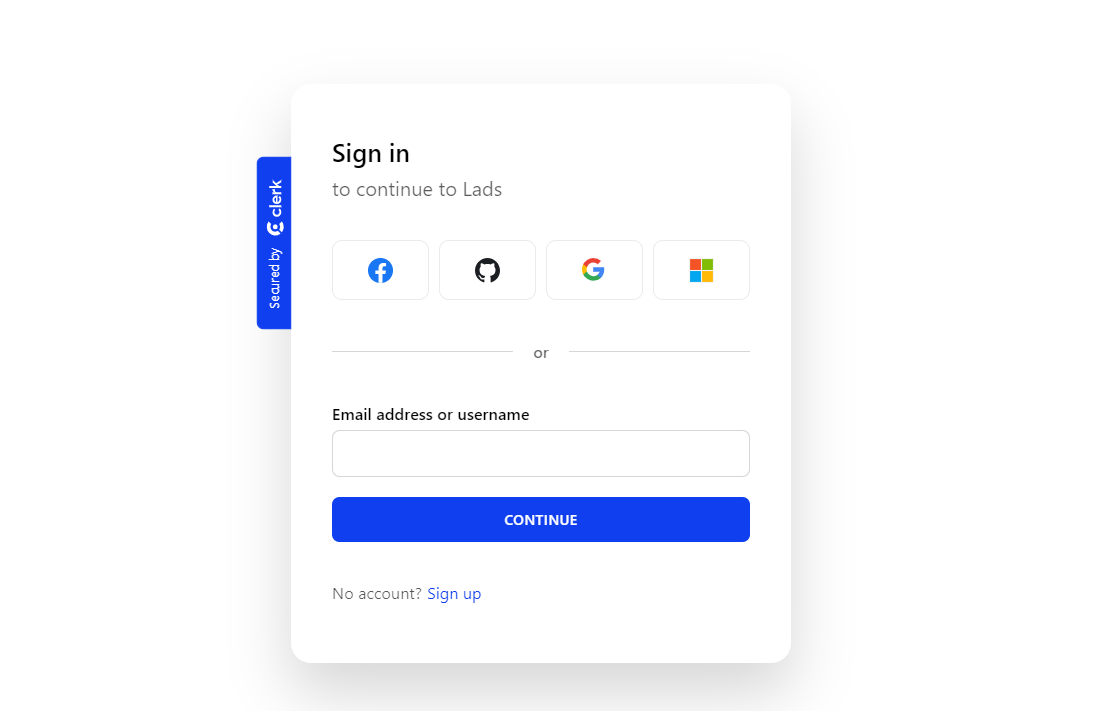 Sign in
to continue to Lads
Secured by clerk
or
Email address or username
CONTINUE
No account? Sign up